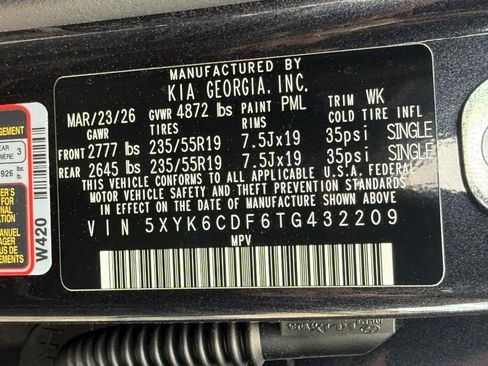 MANUFACTURED BY
KIA GEORGIA, INC.
MAR/23/26 GVWR 4872 lbs PAINT PML TRIM WK
GAWR TIRES RIMS COLD TIRE INFL
FRONT 2777 lbs 235/55R19 7.5Jx19 35psi SINGLE
REAR 2645 lbs 235/55R19 7.5Jx19 35psi SINGLE
THIS VEHICLE CONFORMS TO ALL APPLICABLE U.S.A. FEDERAL
MOTOR VEHICLE SAFETY AND THEFT PREVENTION STANDARDS
IN EFFECT ON THE DATE OF MANUFACTURE SHOWN ABOVE.
VIN 5XYK6CDF6TG432209
MPV
W420
3
926 lbs.